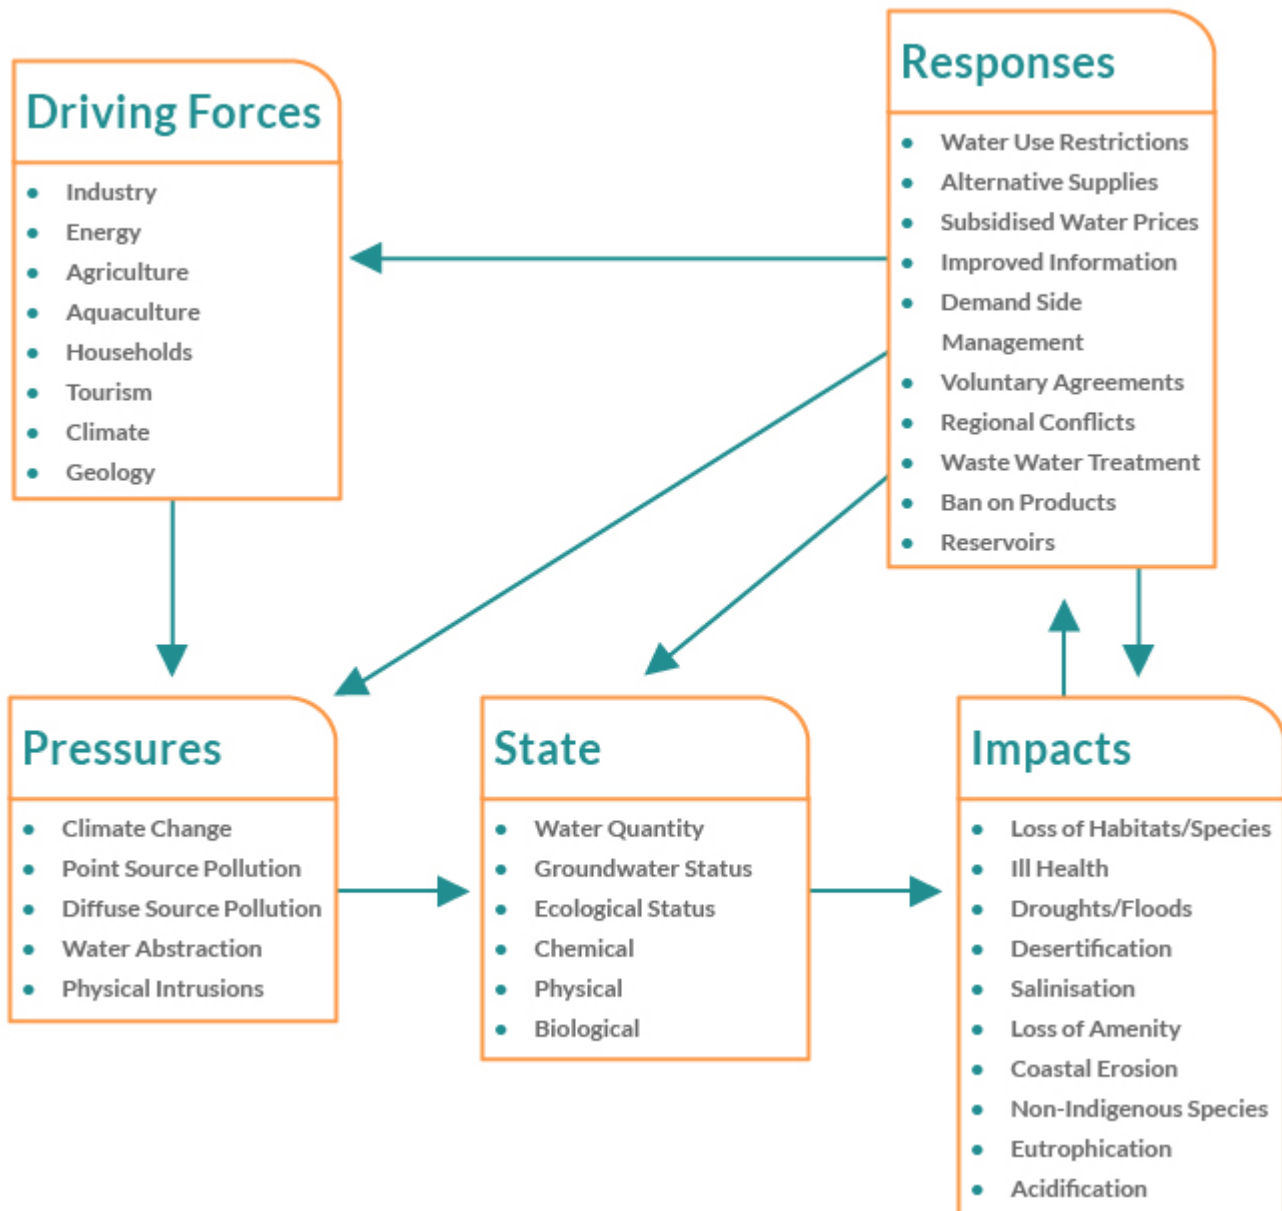 Driving Forces
Industry
Energy
Agriculture
Aquaculture
Households
Tourism
Climate
Geology
Responses
Water Use Restrictions
Alternative Supplies
Subsidised Water Prices
Improved Information
Demand Side
Management
Voluntary Agreements
Regional Conflicts
Waste Water Treatment
Ban on Products
Reservoirs
Pressures
Climate Change
Point Source Pollution
Diffuse Source Pollution
Water Abstraction
Physical Intrusions
State
Water Quantity
Groundwater Status
Ecological Status
Chemical
Physical
Biological
Impacts
Loss of Habitats/Species
Ill Health
Droughts/Floods
Desertification
Salinisation
Loss of Amenity
Coastal Erosion
Non-Indigenous Species
Eutrophication
Acidification